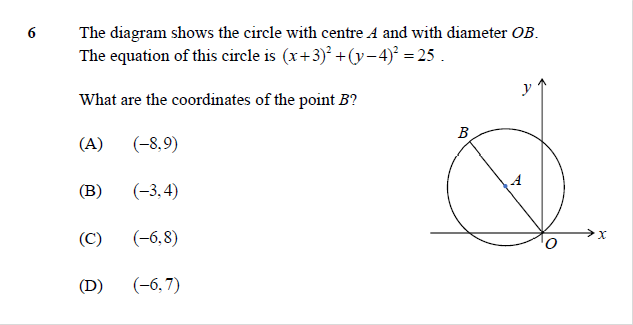 6 The diagram shows the circle with centre A and with diameter OB.
The equation of this circle is (x+3)² + (y−4)² = 25 .
What are the coordinates of the point B?
(A) (−8,9)
(B) (−3,4)
(C) (−6,8)
(D) (−6,7)
y
B
A
x
O